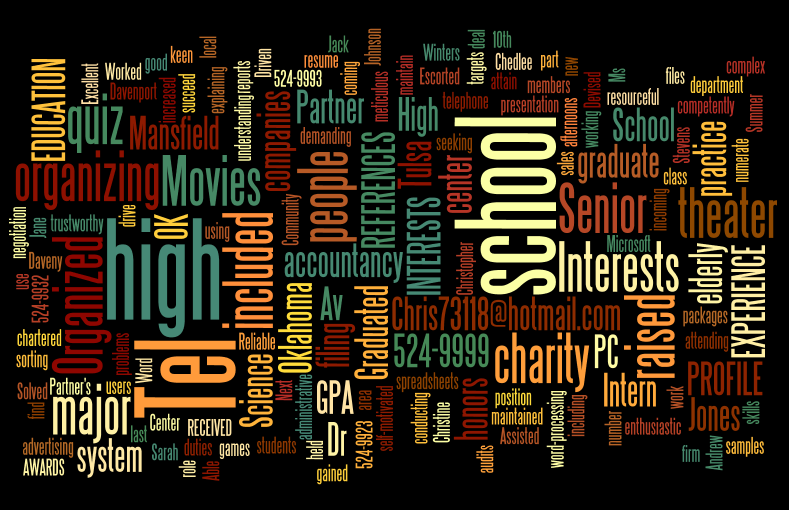 EDUCATION
Excellent
Worked
Davenport
good
keen
increased
succeed
local
explaining
understanding
reports
Driven
524-9993
resume
Jack
coming
Johnson
meticulous
maintain
Winters
Escorted
targets
deal
attain
10th
Chedlee
part
members
new
Devised
Ms
resourceful
files
department
complex
competently
Summer
quiz
Mansfield
companies
Partner
demanding
High
telephone
presentation
sales
afternoons
working
School
Stevens
practice
numerate
organizing
Movies
people
REFERENCES
Tulsa
seeking
center
school
graduate
class
Senior
incoming
theater
negotiation
Jane
trustworthy
drive
OK
using
Community
INTERESTS
Christopher
Microsoft
Interests
elderly
EXPERIENCE
Daveny
use
524-9932
Organized
high
included
accountancy
Oklahoma
Av
filing
Graduated
Chris73118@hotmail.com
524-9999
charity
PC
raised
packages
attending
chartered
sorting
problems
Tel
Word
Reliable
Science
Next
administrative
GPA
area
self-motivated
spreadsheets
honors
Intern
work
PROFILE
Jones
skills
Solved
find
Partner's
users
major
Center
RECEIVED
last
system
advertising
AWARDS
Sarah
duties
role
Able
games
students
held
gained
Dr
524-9923
conducting
Christine
audits
position
maintained
Assisted
word-processing
including
number
enthusiastic
firm
Andrew
samples